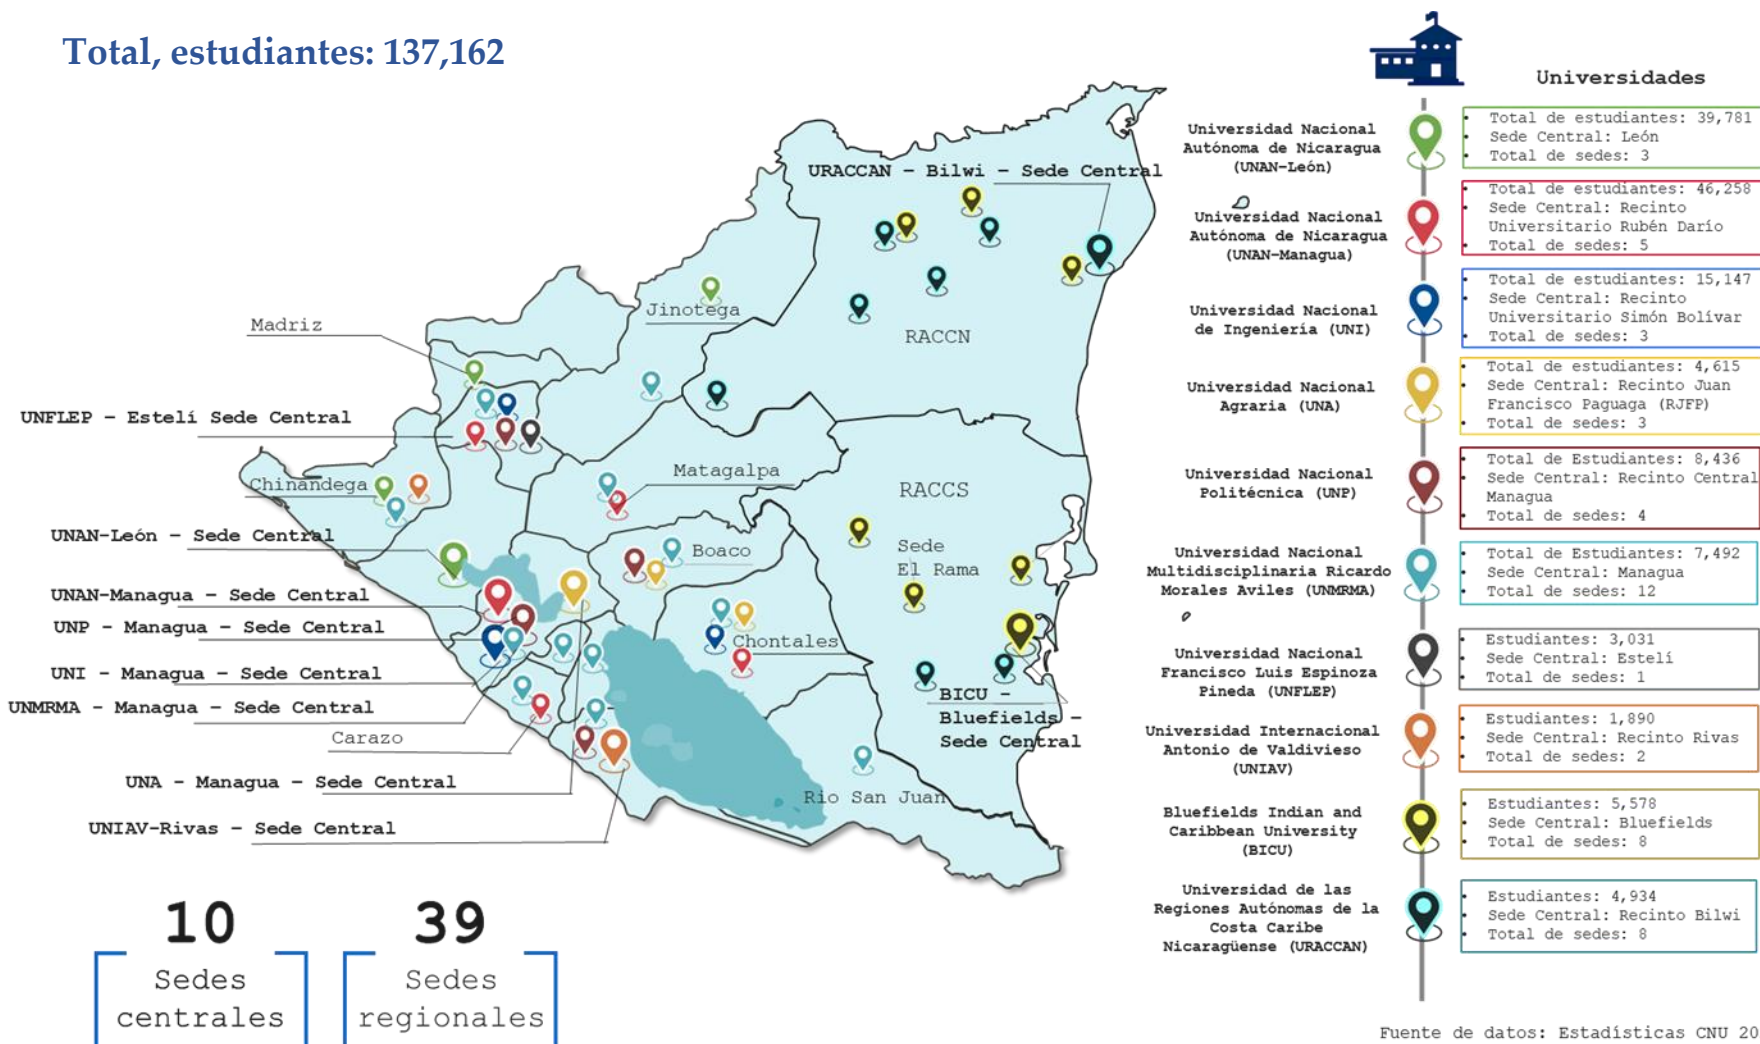 Total, estudiantes: 137,162
URACCAN – Bilwi – Sede Central
Jinotega
Madriz
RACCN
UNFLEP – Estelí Sede Central
Chinandega
Matagalpa
RACCS
UNAN-León – Sede Central
Boaco
Sede
El Rama
UNAN-Managua – Sede Central
UNP – Managua – Sede Central
Chontales
UNI – Managua – Sede Central
UNMRMA – Managua – Sede Central
BICU –
Bluefields –
Sede Central
Carazo
UNA – Managua – Sede Central
Rio San Juan
UNIAV-Rivas – Sede Central
10
Sedes
centrales
39
Sedes
regionales
Universidades
Universidad Nacional
Autónoma de Nicaragua
(UNAN-León)
• Total de estudiantes: 39,781
• Sede Central: León
• Total de sedes: 3
Universidad Nacional
Autónoma de Nicaragua
(UNAN-Managua)
• Total de estudiantes: 46,258
• Sede Central: Recinto
Universitario Rubén Darío
• Total de sedes: 5
Universidad Nacional
de Ingeniería (UNI)
• Total de estudiantes: 15,147
• Sede Central: Recinto
Universitario Simón Bolívar
• Total de sedes: 3
Universidad Nacional
Agraria (UNA)
• Total de estudiantes: 4,615
• Sede Central: Recinto Juan
Francisco Paguaga (RJFP)
• Total de sedes: 3
Universidad Nacional
Politécnica (UNP)
• Total de Estudiantes: 8,436
• Sede Central: Recinto Central
Managua
• Total de sedes: 4
Universidad Nacional
Multidisciplinaria Ricardo
Morales Aviles (UNMRMA)
• Total de Estudiantes: 7,492
• Sede Central: Managua
• Total de sedes: 12
Universidad Nacional
Francisco Luis Espinoza
Pineda (UNFLEP)
• Estudiantes: 3,031
• Sede Central: Estelí
• Total de sedes: 1
Universidad Internacional
Antonio de Valdivieso
(UNIAV)
• Estudiantes: 1,890
• Sede Central: Recinto Rivas
• Total de sedes: 2
Bluefields Indian and
Caribbean University
(BICU)
• Estudiantes: 5,578
• Sede Central: Bluefields
• Total de sedes: 8
Universidad de las
Regiones Autónomas de la
Costa Caribe
Nicaragüense (URACCAN)
• Estudiantes: 4,934
• Sede Central: Recinto Bilwi
• Total de sedes: 8
Fuente de datos: Estadísticas CNU 20